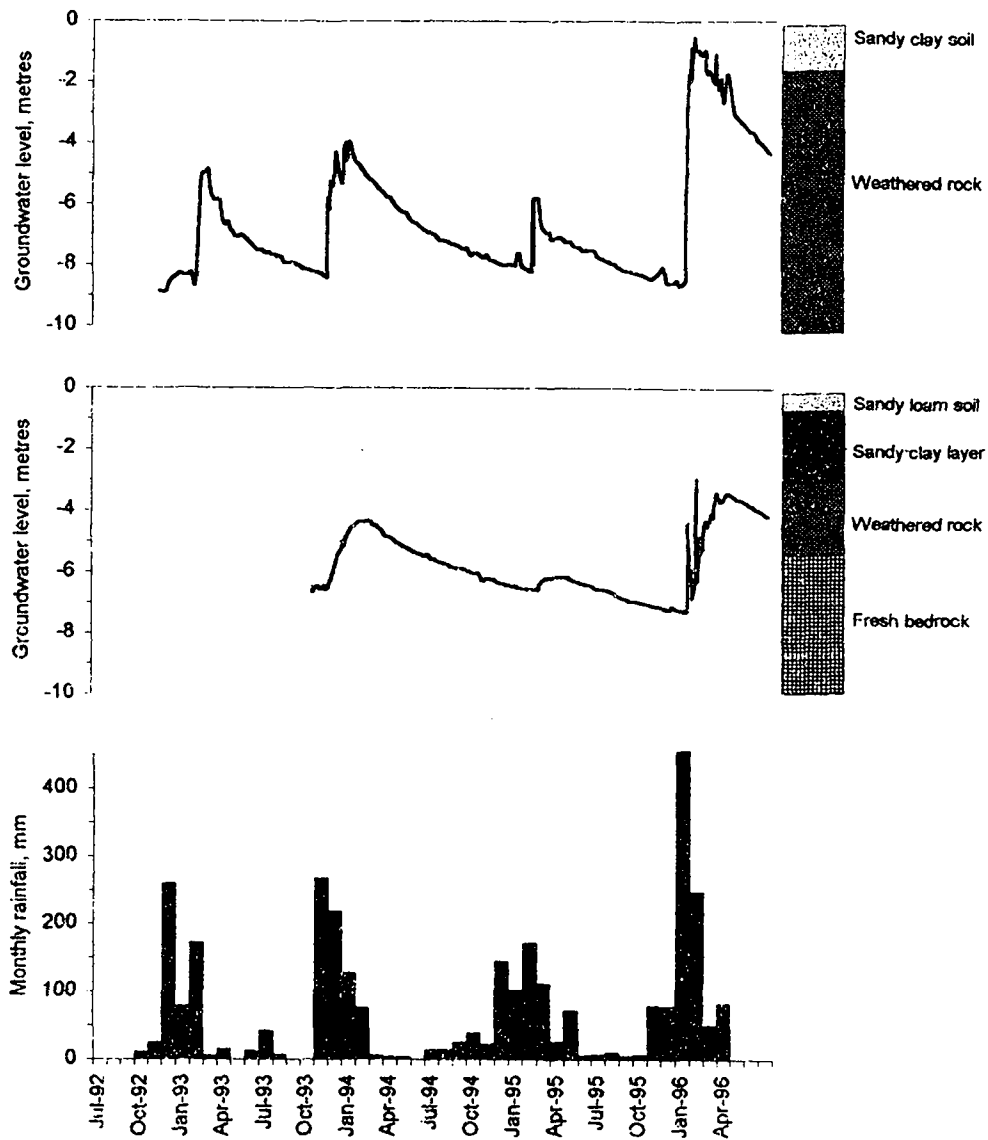 Groundwater level, metres
0
-2
-4
-6
-8
-10
Sandy clay soil
Weathered rock
Groundwater level, metres
0
-2
-4
-6
-8
-10
Sandy loam soil
Sandy clay layer
Weathered rock
Fresh bedrock
Monthly rainfall, mm
400
300
200
100
0
Jul-92
Oct-92
Jan-93
Apr-93
Jul-93
Oct-93
Jan-94
Apr-94
Jul-94
Oct-94
Jan-95
Apr-95
Jul-95
Oct-95
Jan-96
Apr-96